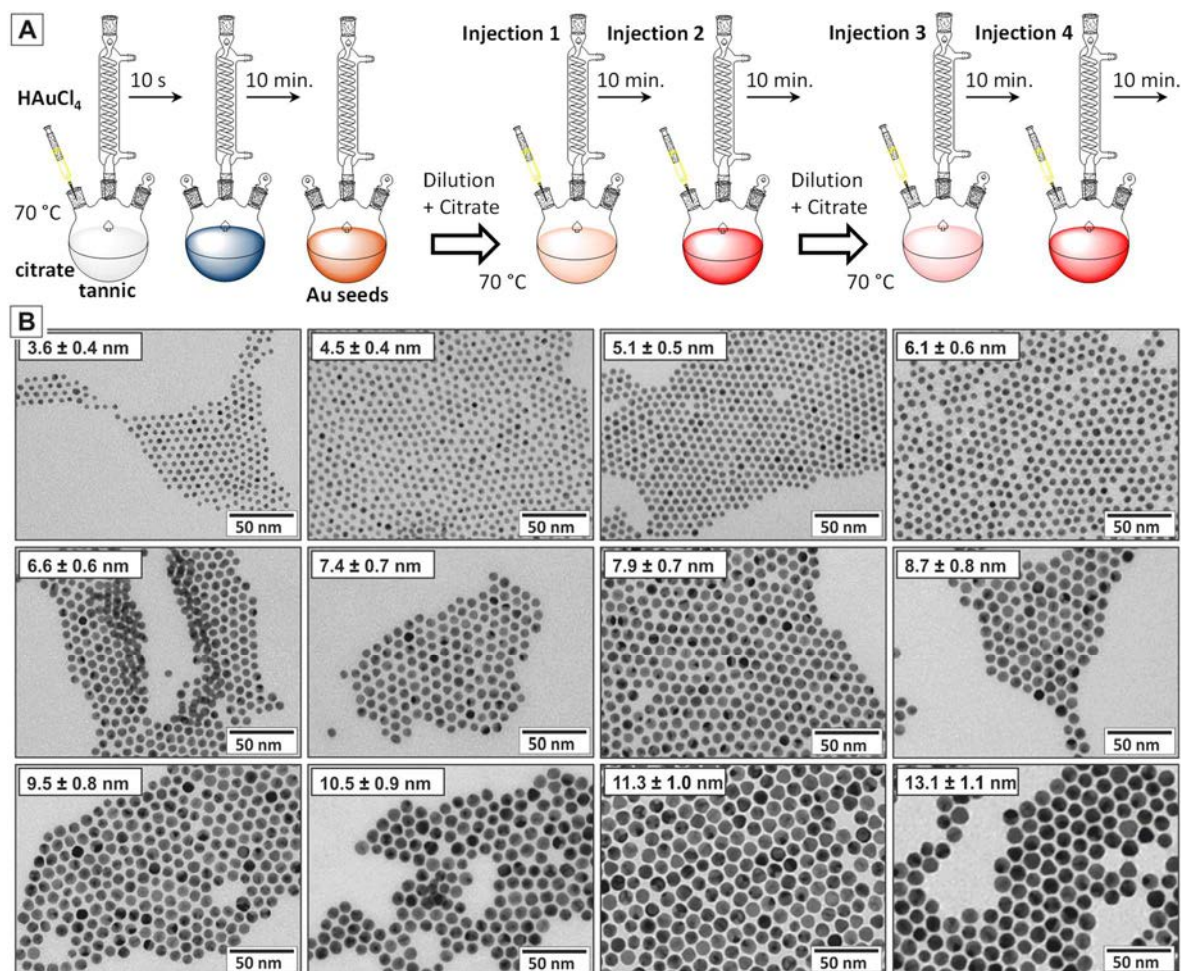 A
HAuCl4
10 s
10 min.
Injection 1
Injection 2
10 min.
10 min.
Injection 3
Injection 4
10 min.
10 min.
70 °C
citrate
tannic
Au seeds
Dilution
+ Citrate
70 °C
Dilution
+ Citrate
70 °C
B
3.6 ± 0.4 nm
4.5 ± 0.4 nm
5.1 ± 0.5 nm
6.1 ± 0.6 nm
50 nm
50 nm
50 nm
50 nm
6.6 ± 0.6 nm
7.4 ± 0.7 nm
7.9 ± 0.7 nm
8.7 ± 0.8 nm
50 nm
50 nm
50 nm
50 nm
9.5 ± 0.8 nm
10.5 ± 0.9 nm
11.3 ± 1.0 nm
13.1 ± 1.1 nm
50 nm
50 nm
50 nm
50 nm